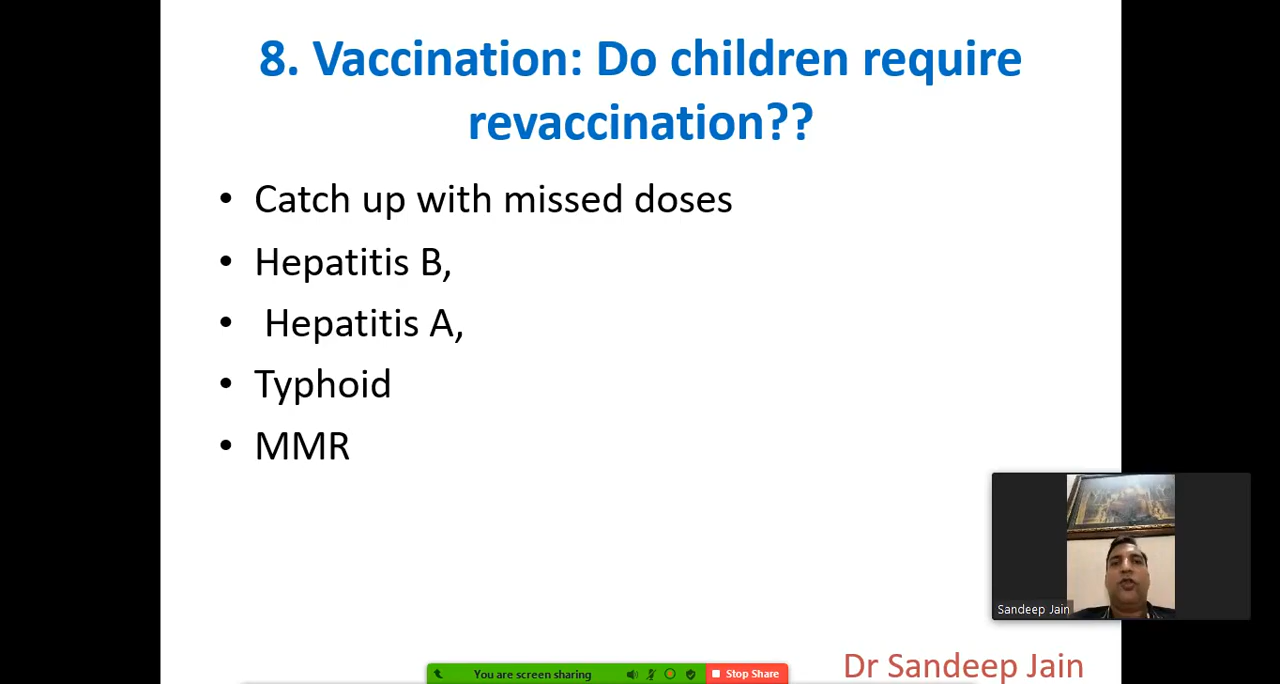 8. Vaccination: Do children require
revaccination??
• Catch up with missed doses
• Hepatitis B,
• Hepatitis A,
• Typhoid
• MMR
Sandeep Jain
Dr Sandeep Jain
You are screen sharing
Stop Share